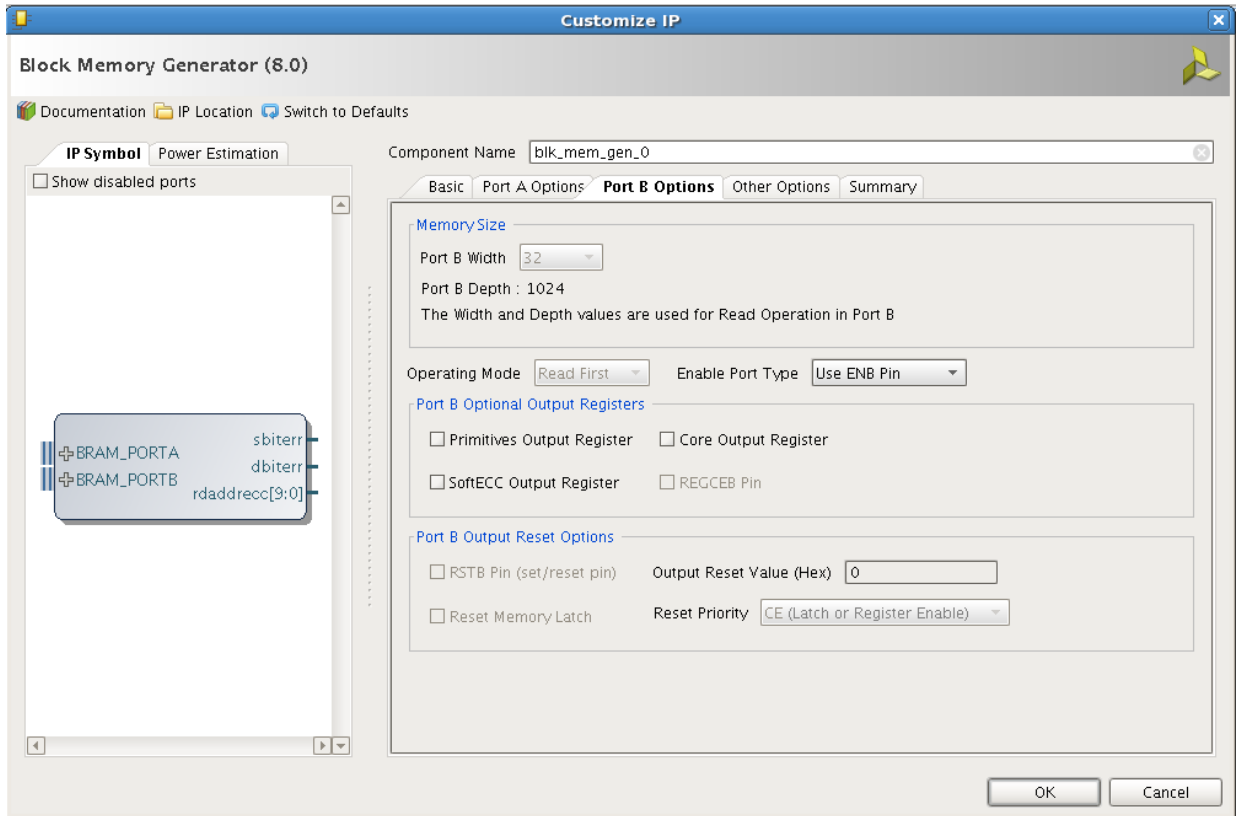 Customize IP
Block Memory Generator (8.0)
Documentation IP Location Switch to Defaults
IP Symbol Power Estimation
Show disabled ports
BRAM_PORTA
BRAM_PORTB
sbiterr
dbiterr
rdaddrecc[9:0]
Component Name blk_mem_gen_0
Basic Port A Options Port B Options Other Options Summary
Memory Size
Port B Width 32
Port B Depth : 1024
The Width and Depth values are used for Read Operation in Port B
Operating Mode Read First Enable Port Type Use ENB Pin
Port B Optional Output Registers
Primitives Output Register Core Output Register
SoftECC Output Register REGCEB Pin
Port B Output Reset Options
RSTB Pin (set/reset pin) Output Reset Value (Hex) 0
Reset Memory Latch Reset Priority CE (Latch or Register Enable)
OK Cancel